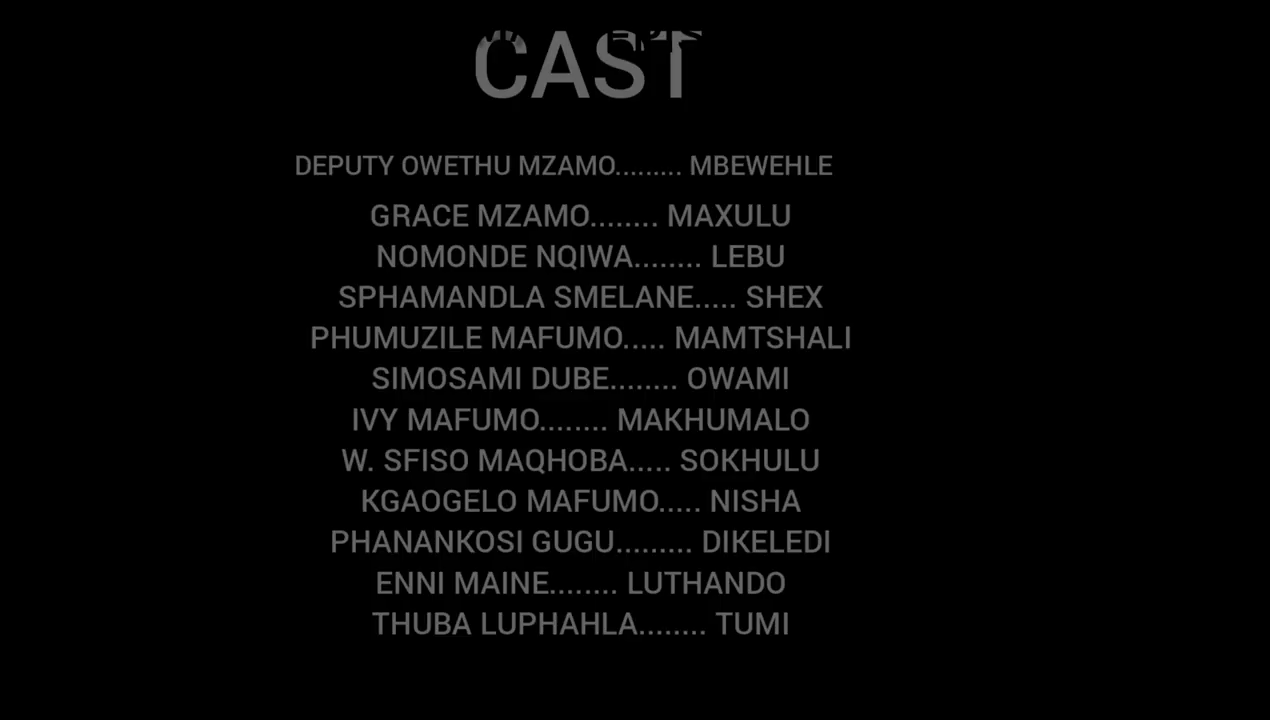 CAST
DEPUTY OWETHU MZAMO......... MBEWEHLE
GRACE MZAMO........ MAXULU
NOMONDE NQIWA........ LEBU
SPHAMANDLA SMELANE..... SHEX
PHUMUZILE MAFUMO..... MAMTSHALI
SIMOSAMI DUBE........ OWAMI
IVY MAFUMO........ MAKHUMALO
W. SFISO MAQHOBA..... SOKHULU
KGAOGELO MAFUMO..... NISHA
PHANANKOSI GUGU......... DIKELEDI
ENNI MAINE........ LUTHANDO
THUBA LUPHAHLA........ TUMI